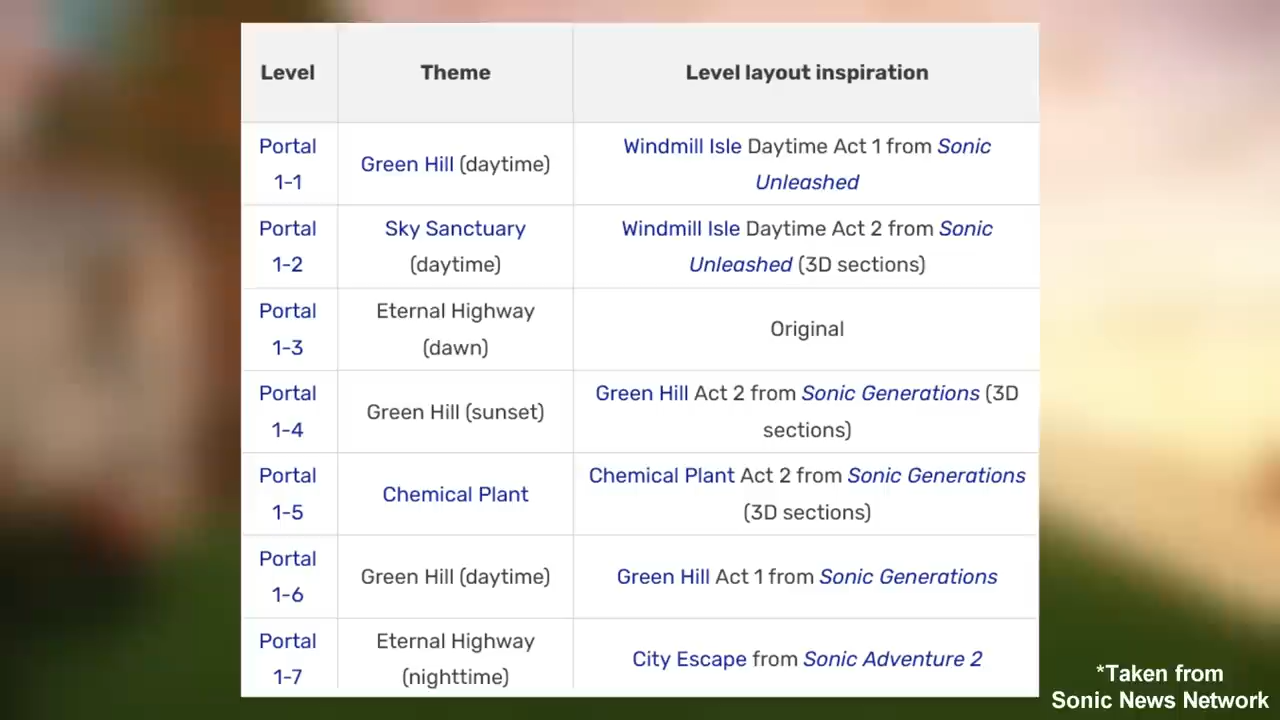 Level Theme Level layout inspiration
Portal 1-1
Green Hill (daytime)
Windmill Isle Daytime Act 1 from Sonic
Unleashed
Portal 1-2
Sky Sanctuary
(daytime)
Windmill Isle Daytime Act 2 from Sonic
Unleashed (3D sections)
Portal 1-3
Eternal Highway
(dawn)
Original
Portal 1-4
Green Hill (sunset)
Green Hill Act 2 from Sonic Generations (3D
sections)
Portal 1-5
Chemical Plant
Chemical Plant Act 2 from Sonic Generations
(3D sections)
Portal 1-6
Green Hill (daytime)
Green Hill Act 1 from Sonic Generations
Portal 1-7
Eternal Highway
(nighttime)
City Escape from Sonic Adventure 2
*Taken from
Sonic News Network